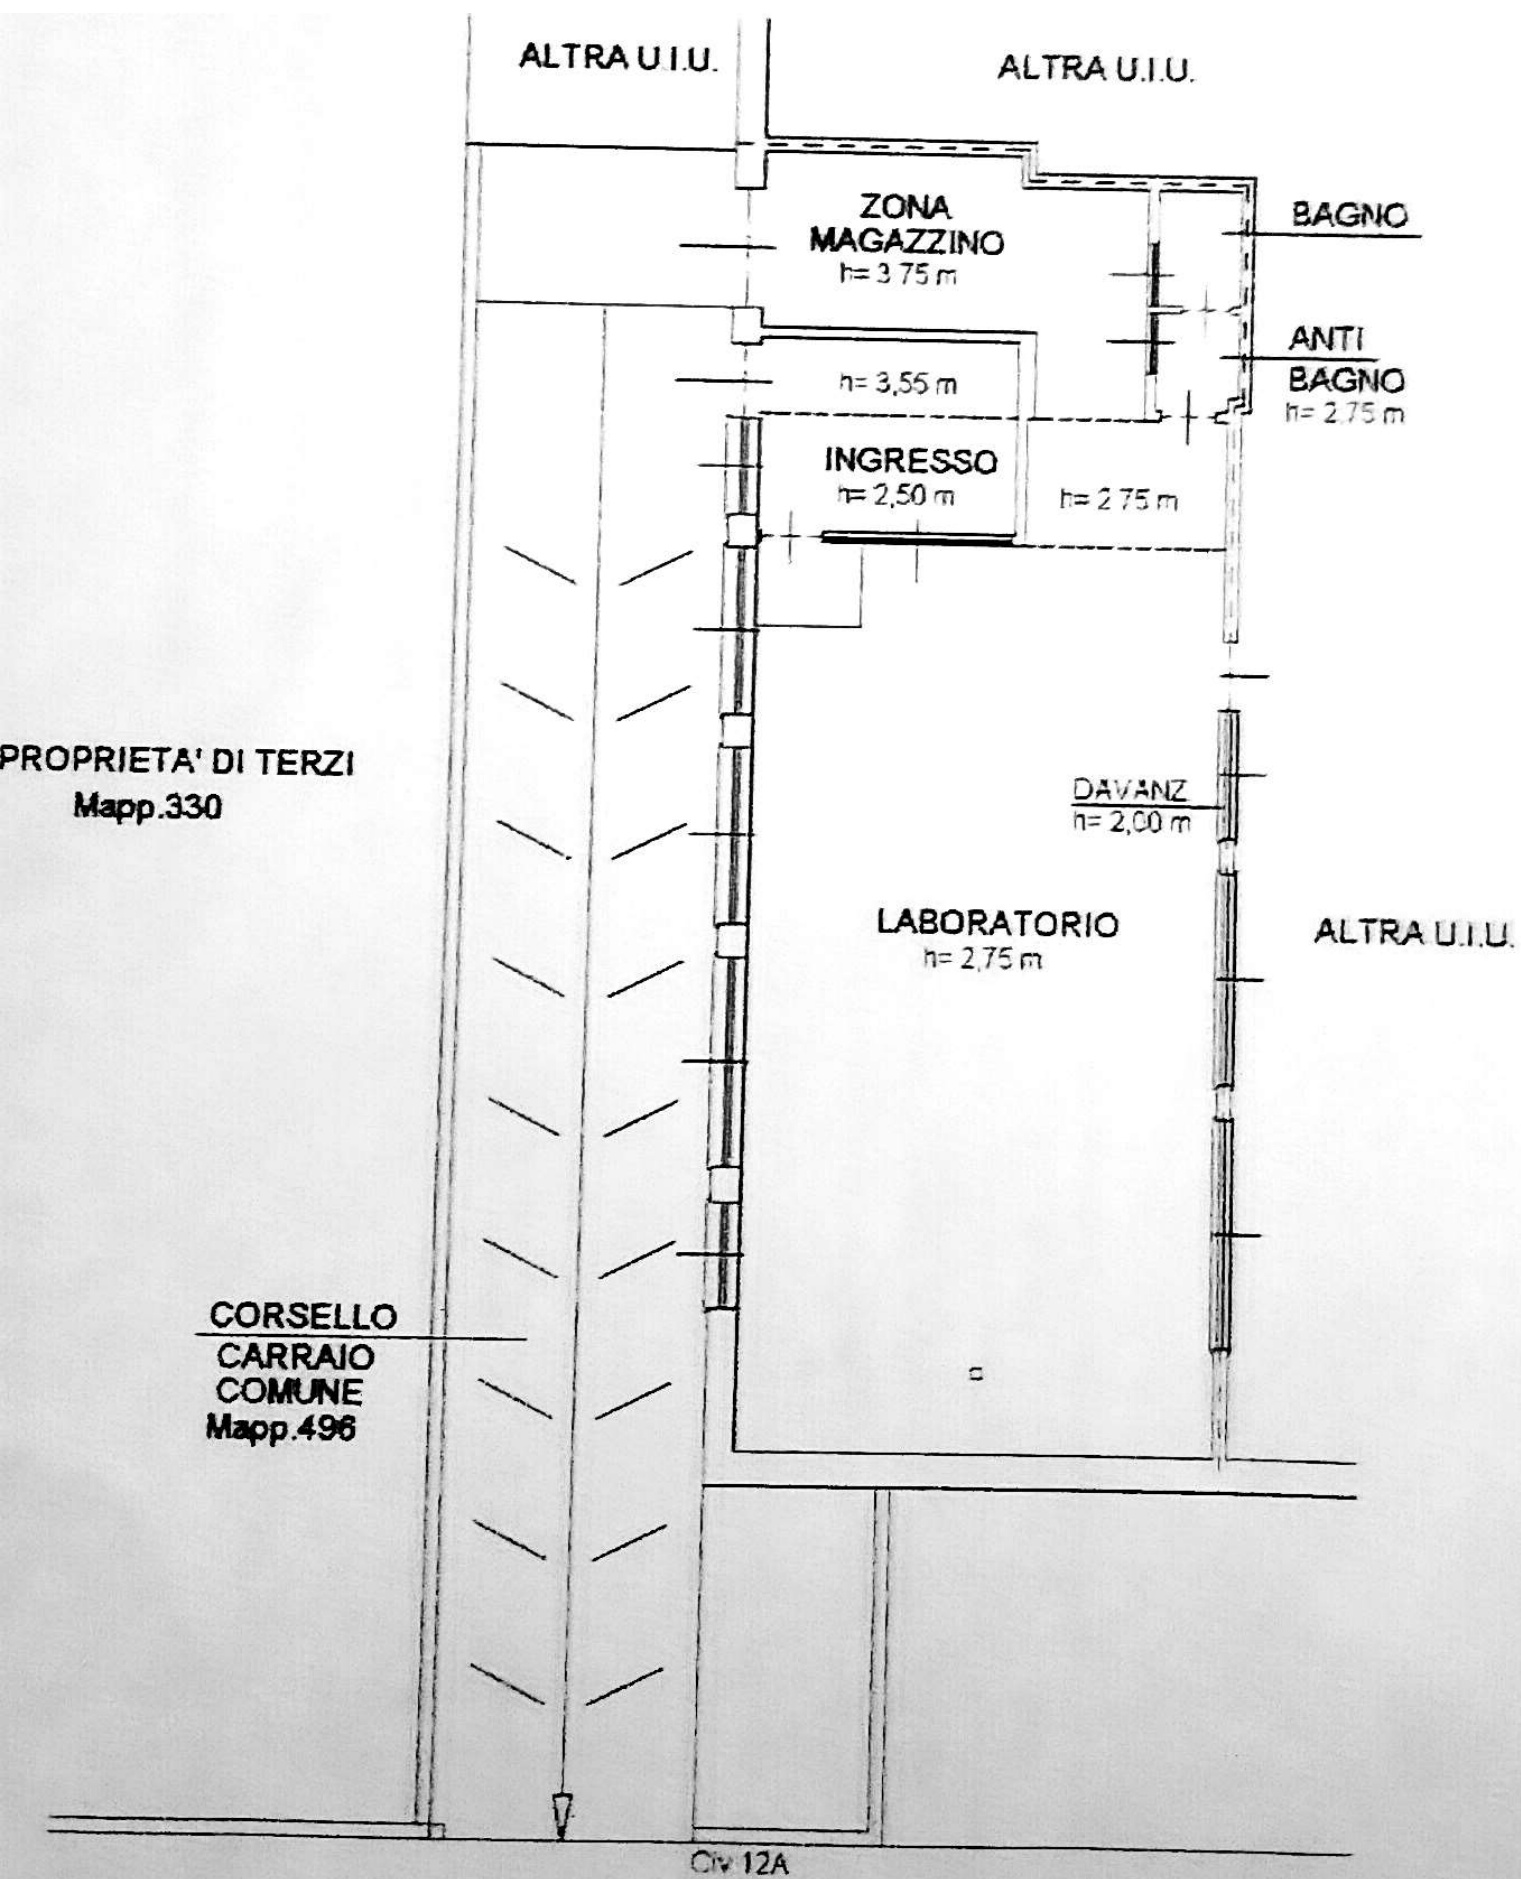 ALTRA U.I.U.
ALTRA U.I.U.
ZONA
MAGAZZINO
h= 3.75 m
BAGNO
ANTI
BAGNO
h= 2.75 m
h= 3,55 m
INGRESSO
h= 2,50 m
h= 2.75 m
PROPRIETA' DI TERZI
Mapp.330
DAVANZ
h= 2,00 m
LABORATORIO
h= 2,75 m
ALTRA U.I.U.
CORSELLO
CARRAIO
COMUNE
Mapp.496
Civ 12A